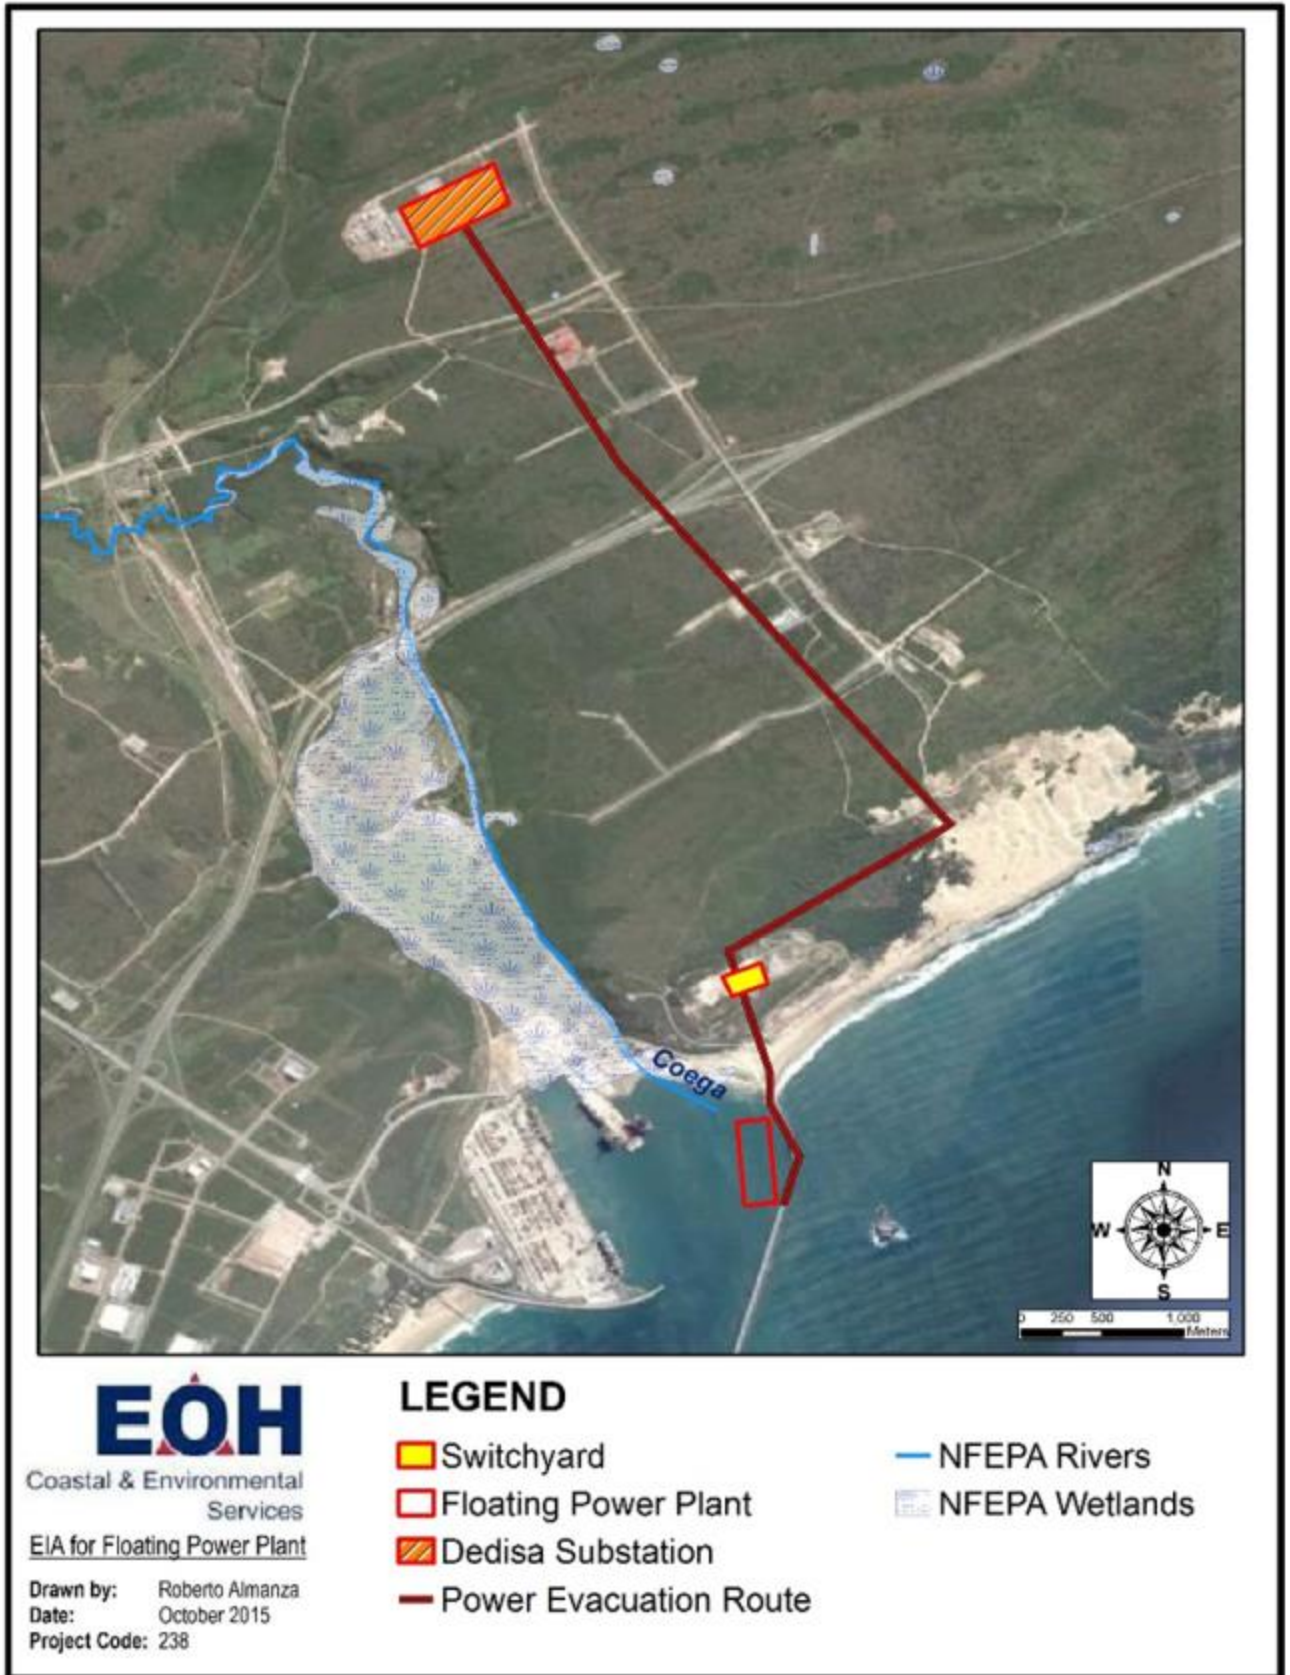 Coega
N
W E
S
0 250 500 1,000
Meters
EOH
Coastal & Environmental
Services
EIA for Floating Power Plant
Drawn by: Roberto Almanza
Date: October 2015
Project Code: 238
LEGEND
Switchyard
Floating Power Plant
Dedisa Substation
Power Evacuation Route
NFEPA Rivers
NFEPA Wetlands